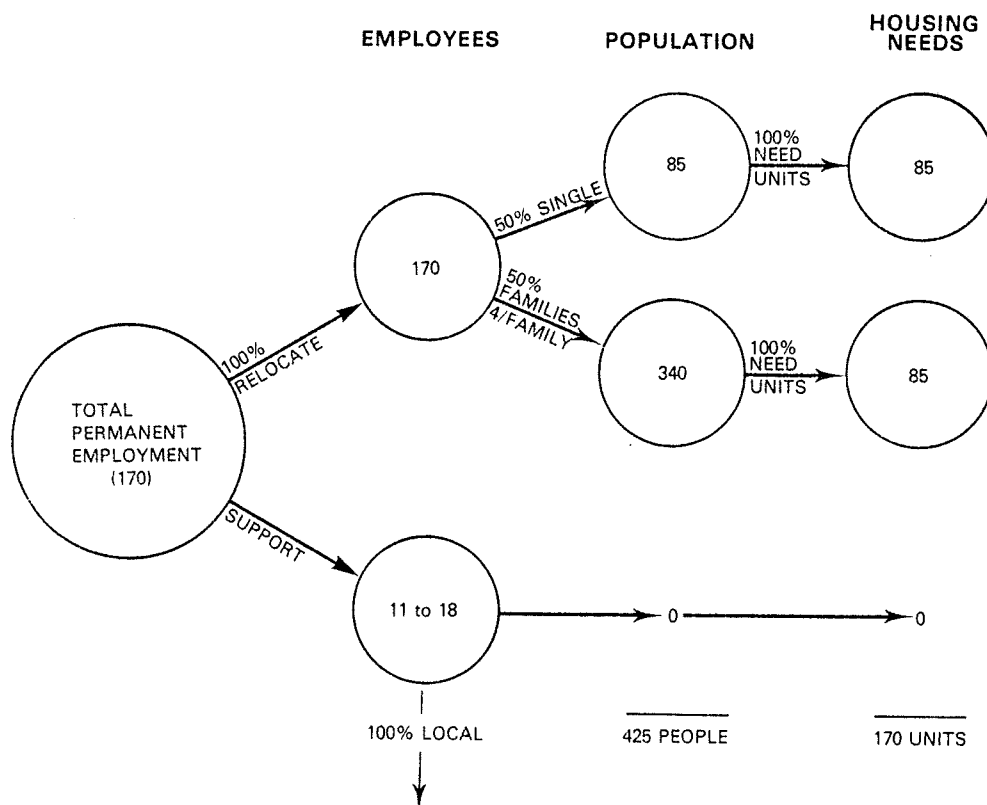 EMPLOYEES
POPULATION
HOUSING
NEEDS
85
100%
NEED
UNITS
85
50% SINGLE
170
50%
FAMILIES
4/FAMILY
340
100%
NEED
UNITS
85
100%
RELOCATE
TOTAL
PERMANENT
EMPLOYMENT
(170)
SUPPORT
11 to 18
0
0
100% LOCAL
425 PEOPLE
170 UNITS